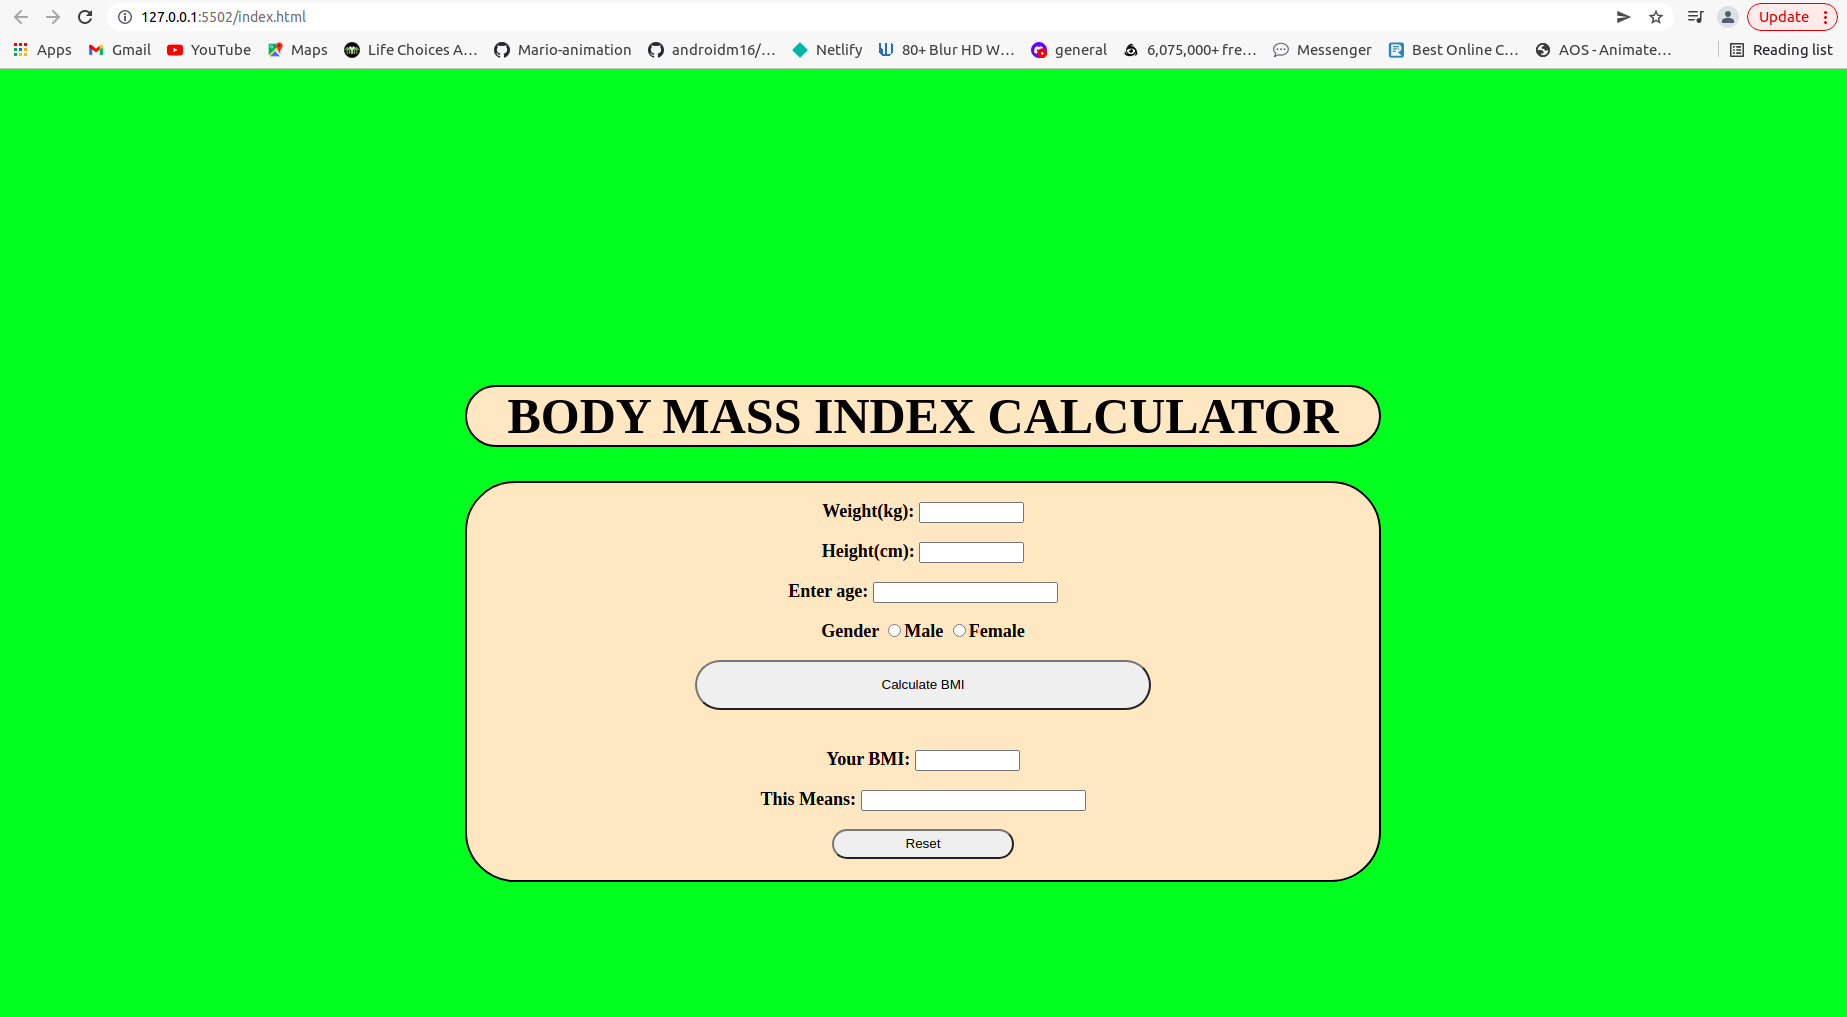 127.0.0.1:5502/index.html Update
Apps Gmail YouTube Maps Life Choices A... Mario-animation androidm16/... Netlify 80+ Blur HD W... general 6,075,000+ fre... Messenger Best Online C... AOS - Animate... Reading list
BODY MASS INDEX CALCULATOR
Weight(kg):
Height(cm):
Enter age:
Gender Male Female
Calculate BMI
Your BMI:
This Means:
Reset